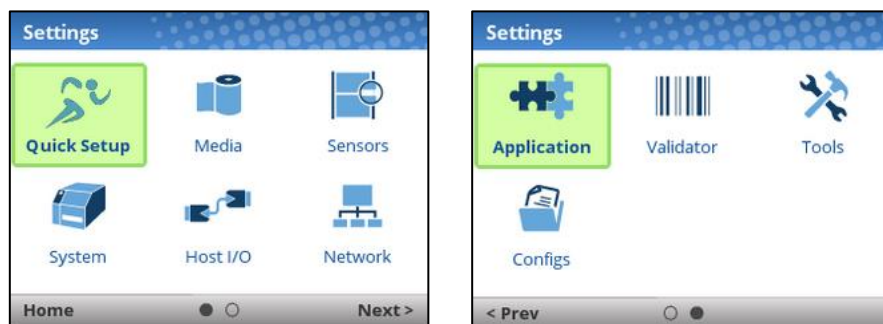 Settings
Quick Setup Media Sensors
System Host I/O Network
Home Next >
Settings
Application Validator Tools
Configs
< Prev